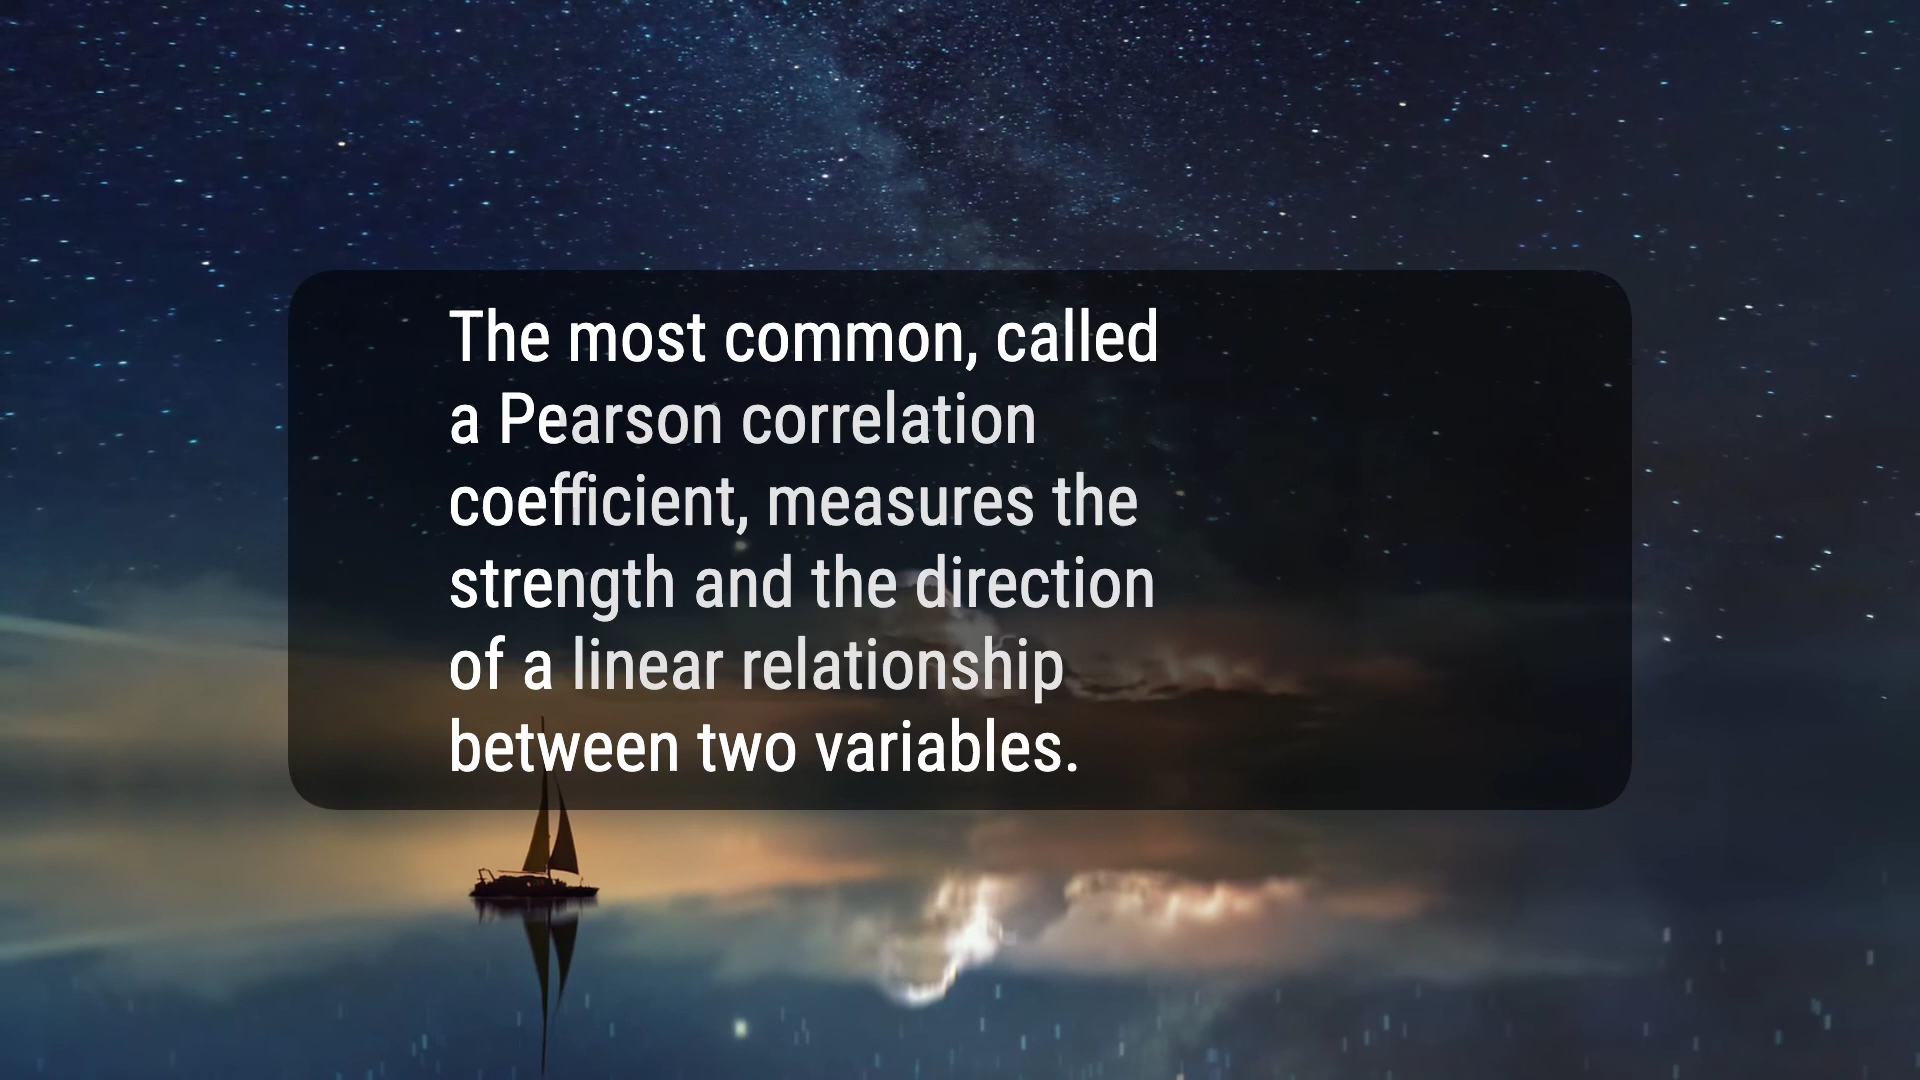 The most common, called
a Pearson correlation
coefficient, measures the
strength and the direction
of a linear relationship
between two variables.